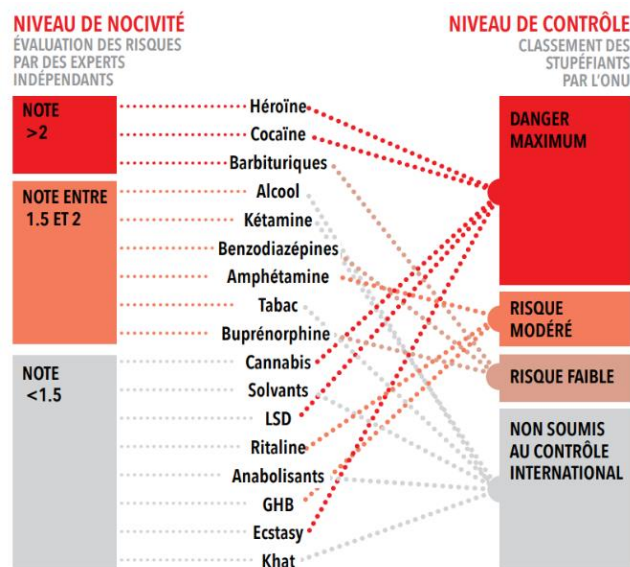 NIVEAU DE NOCIVITÉ
ÉVALUATION DES RISQUES
PAR DES EXPERTS
INDÉPENDANTS
NIVEAU DE CONTRÔLE
CLASSEMENT DES
STUPÉFIANTS
PAR L'ONU
NOTE
>2
NOTE ENTRE
1.5 ET 2
NOTE
<1.5
Héroïne
Cocaïne
Barbituriques
Alcool
Kétamine
Benzodiazépines
Amphétamine
Tabac
Buprénorphine
Cannabis
Solvants
LSD
Ritaline
Anabolisants
GHB
Ecstasy
Khat
DANGER
MAXIMUM
RISQUE
MODÉRÉ
RISQUE FAIBLE
NON SOUMIS
AU CONTRÔLE
INTERNATIONAL